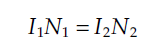 I₁N₁ = I₂N₂